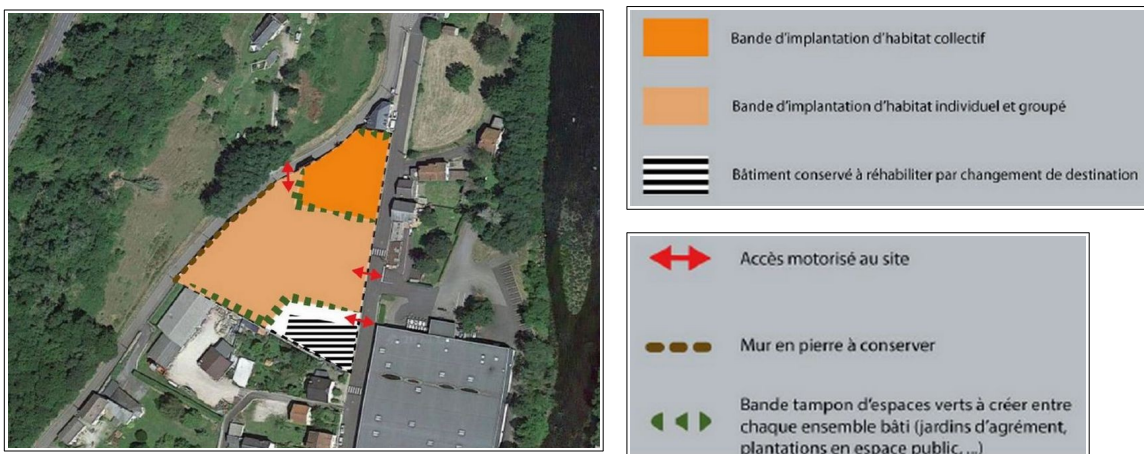 Bande d'implantation d'habitat collectif
Bande d'implantation d'habitat individuel et groupé
Bâtiment conservé à réhabiliter par changement de destination
Accès motorisé au site
Mur en pierre à conserver
Bande tampon d'espaces verts à créer entre
chaque ensemble bâti (jardins d'agrément,
plantations en espace public, ...)